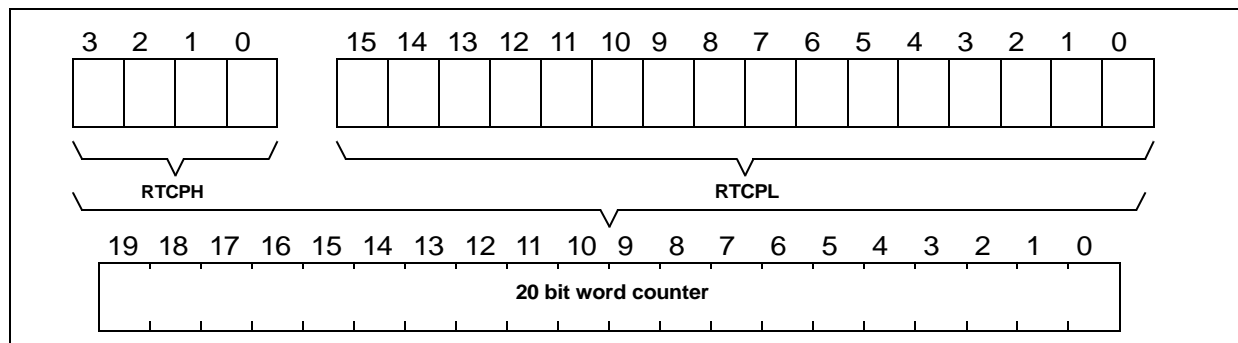 3 2 1 0 15 14 13 12 11 10 9 8 7 6 5 4 3 2 1 0
RTCPH RTCPL
19 18 17 16 15 14 13 12 11 10 9 8 7 6 5 4 3 2 1 0
20 bit word counter